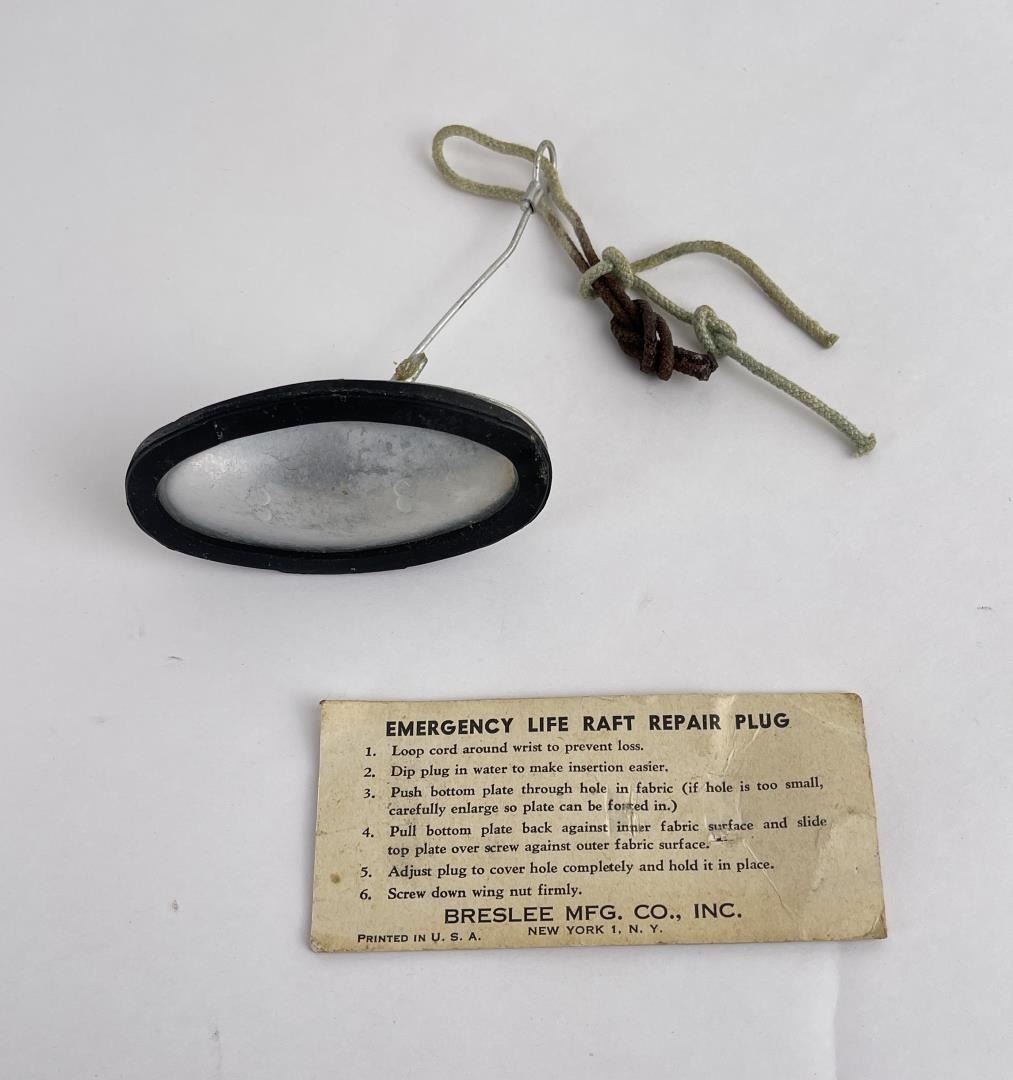 EMERGENCY LIFE RAFT REPAIR PLUG
1. Loop cord around wrist to prevent loss.
2. Dip plug in water to make insertion easier.
3. Push bottom plate through hole in fabric (if hole is too small,
carefully enlarge so plate can be forced in.)
4. Pull bottom plate back against inner fabric surface and slide
top plate over screw against outer fabric surface.
5. Adjust plug to cover hole completely and hold it in place.
6. Screw down wing nut firmly.
BRESLEE MFG. CO., INC.
PRINTED IN U. S. A. NEW YORK 1, N. Y.